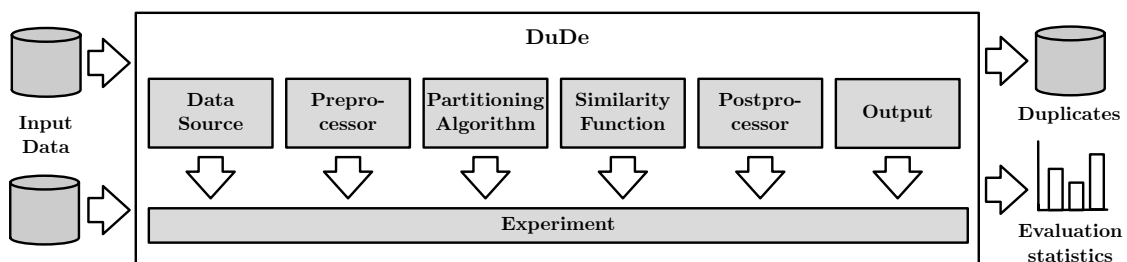 DuDe
Input
Data
Data
Source
Prepro-
cessor
Partitioning
Algorithm
Similarity
Function
Postpro-
cessor
Output
Experiment
Duplicates
Evaluation
statistics